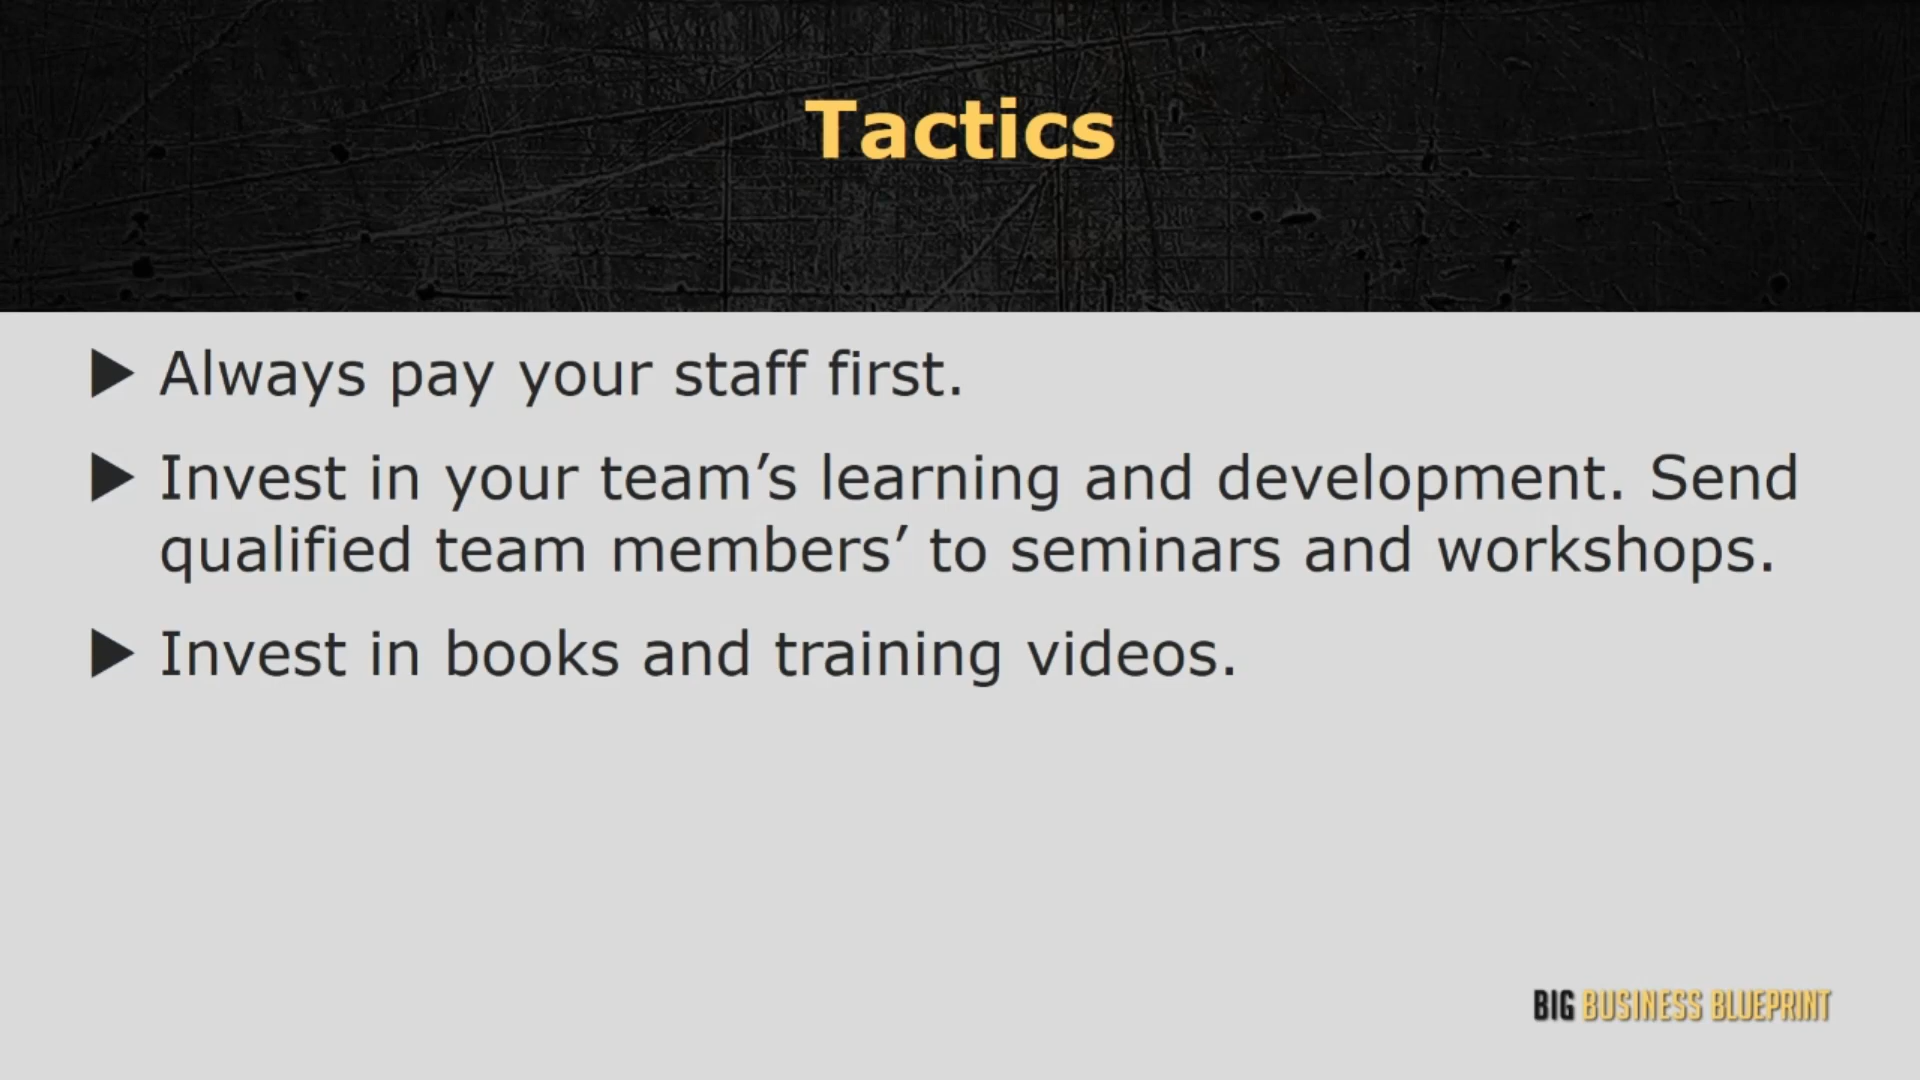 Tactics
▶ Always pay your staff first.
▶ Invest in your team’s learning and development. Send
qualified team members’ to seminars and workshops.
▶ Invest in books and training videos.
BIG BUSINESS BLUEPRINT